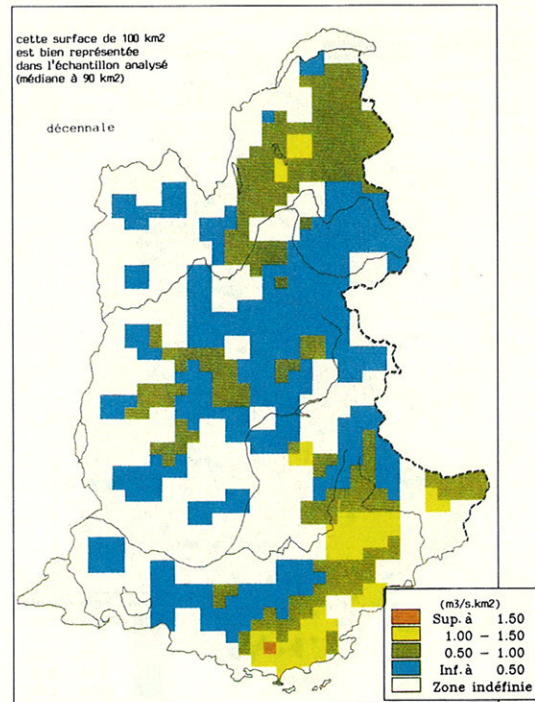 cette surface de 100 km2
est bien représentée
dans l'échantillon analysé
(médiane à 90 km2)
décennale
(m3/s.km2)
Sup. à 1.50
1.00 - 1.50
0.50 - 1.00
Inf. à 0.50
Zone indéfinie